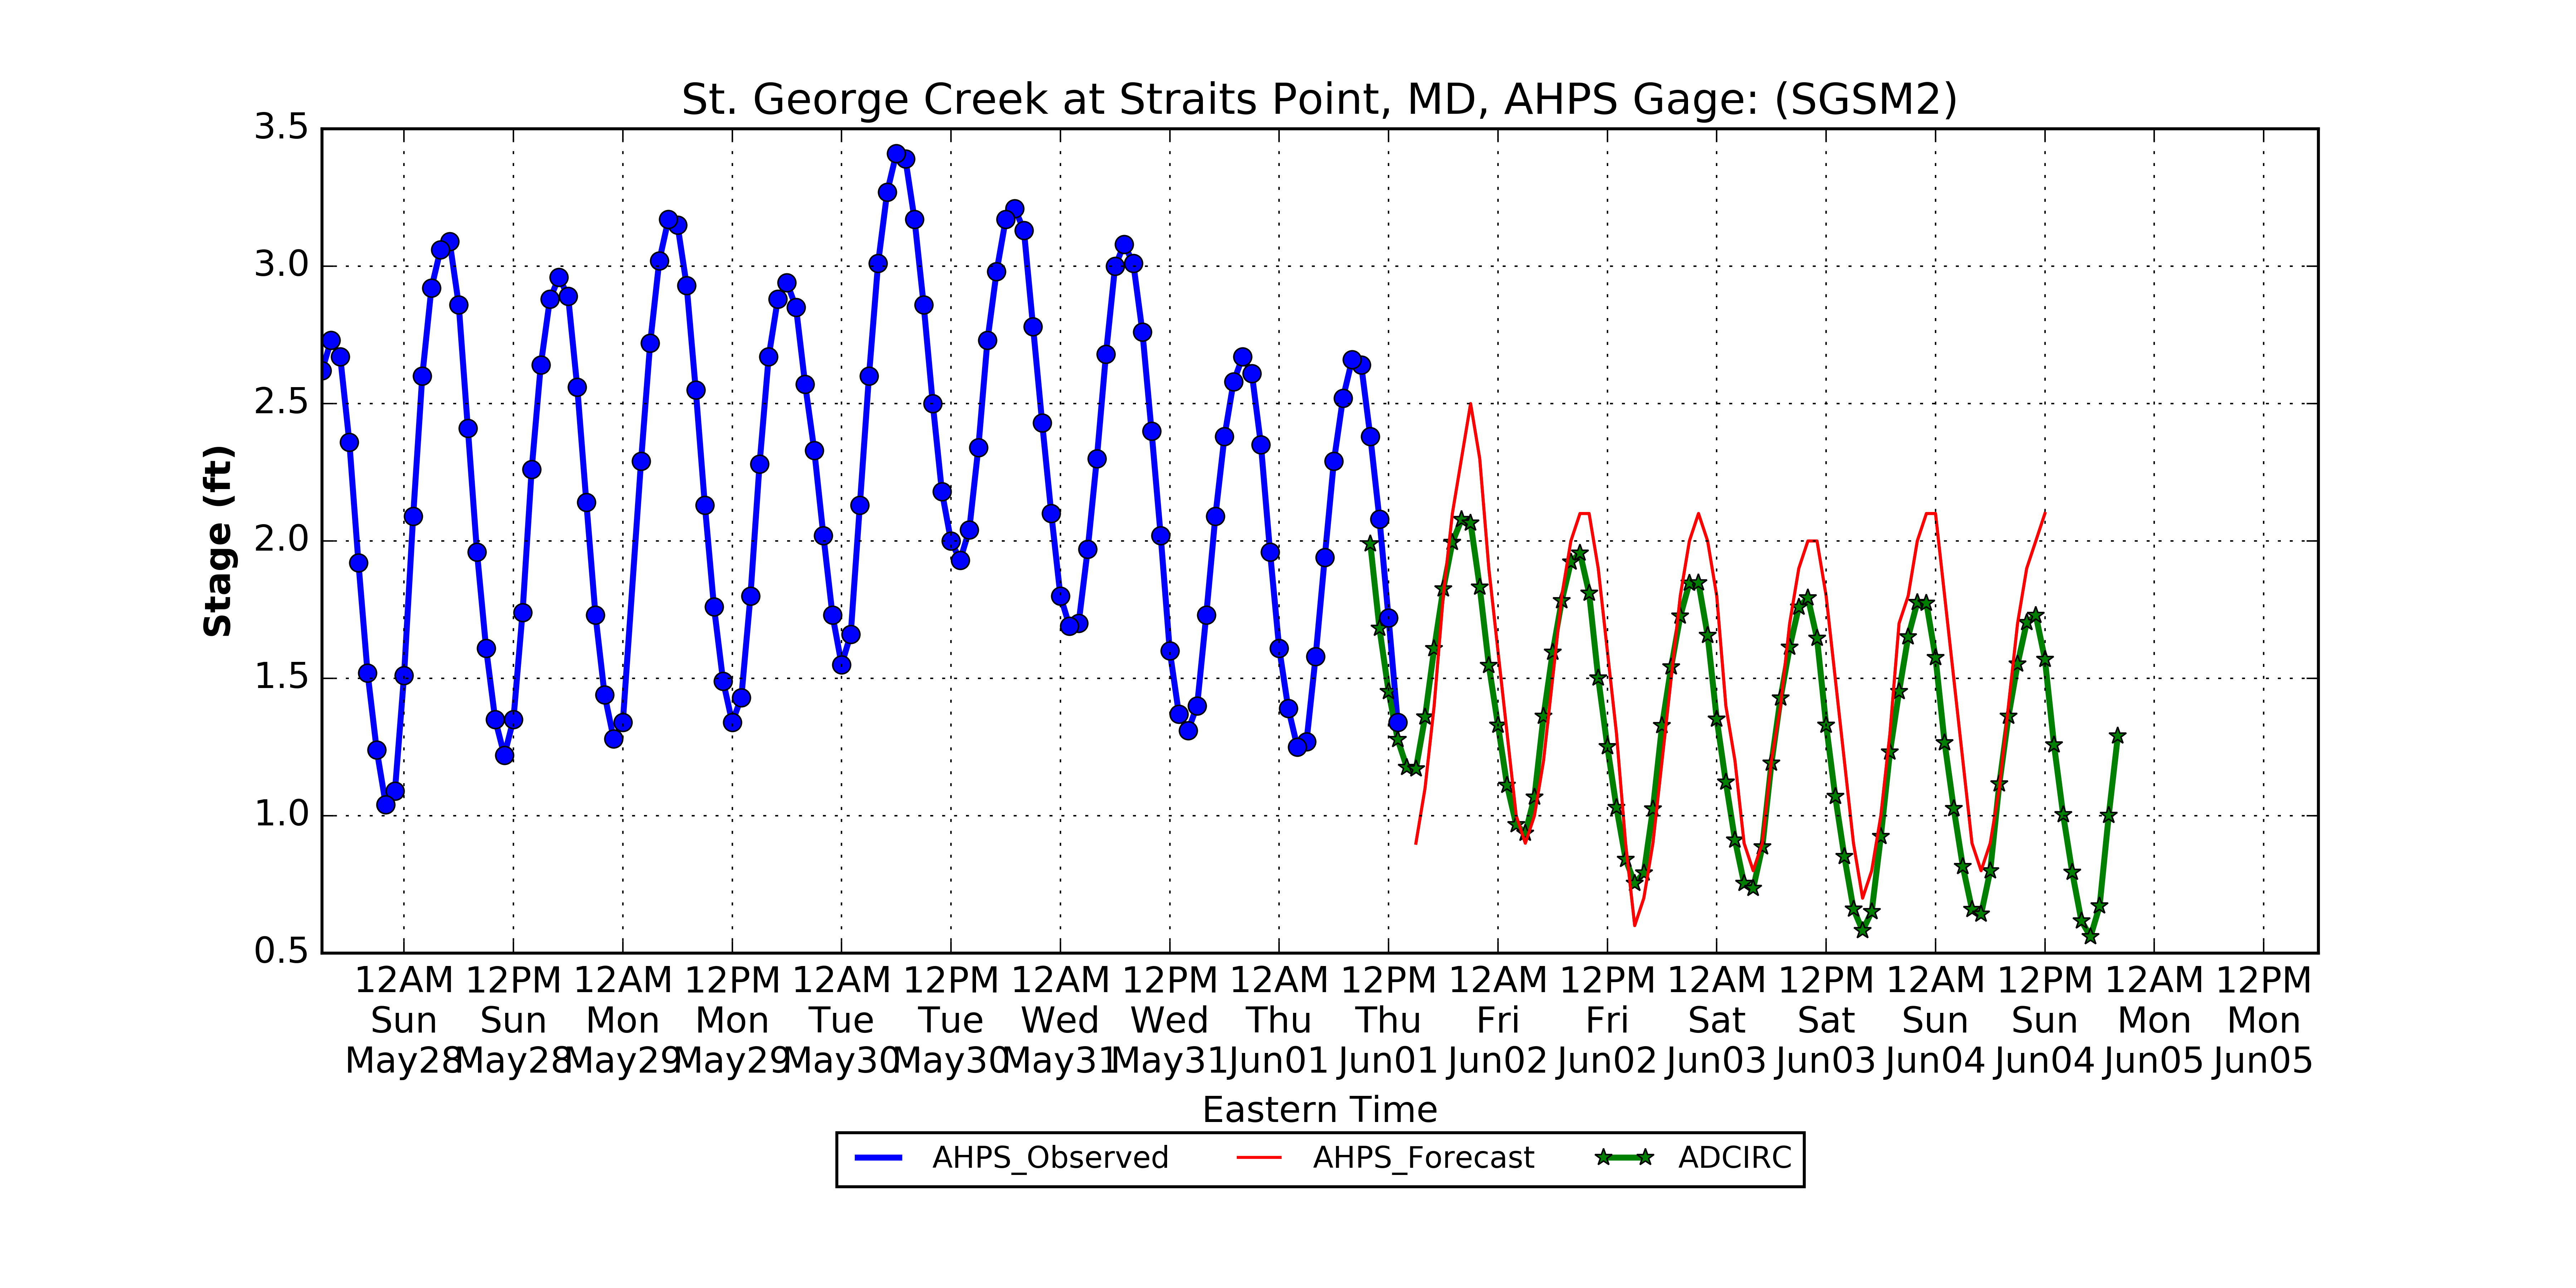 St. George Creek at Straits Point, MD, AHPS Gage: (SGSM2)
3.5
3.0
2.5
2.0
1.5
1.0
0.5
Stage (ft)
12AM 12PM 12AM 12PM 12AM 12PM 12AM 12PM 12AM 12PM 12AM 12PM 12AM 12PM 12AM 12PM 12AM 12PM
Sun Sun Mon Mon Tue Tue Wed Wed Thu Thu Fri Fri Sat Sat Sun Sun Mon Mon
May28 May28 May29 May29 May30 May30 May31 May31 Jun01 Jun01 Jun02 Jun02 Jun03 Jun03 Jun04 Jun04 Jun05 Jun05
Eastern Time
AHPS_Observed AHPS_Forecast ADCIRC